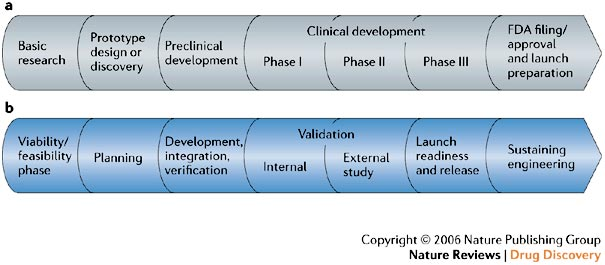 a
Basic
research
Prototype
design or
discovery
Preclinical
development
Clinical development
Phase I
Phase II
Phase III
FDA filing/
approval
and launch
preparation
b
Viability/
feasibility
phase
Planning
Development,
integration,
verification
Validation
Internal
External
study
Launch
readiness
and release
Sustaining
engineering
Copyright © 2006 Nature Publishing Group
Nature Reviews | Drug Discovery